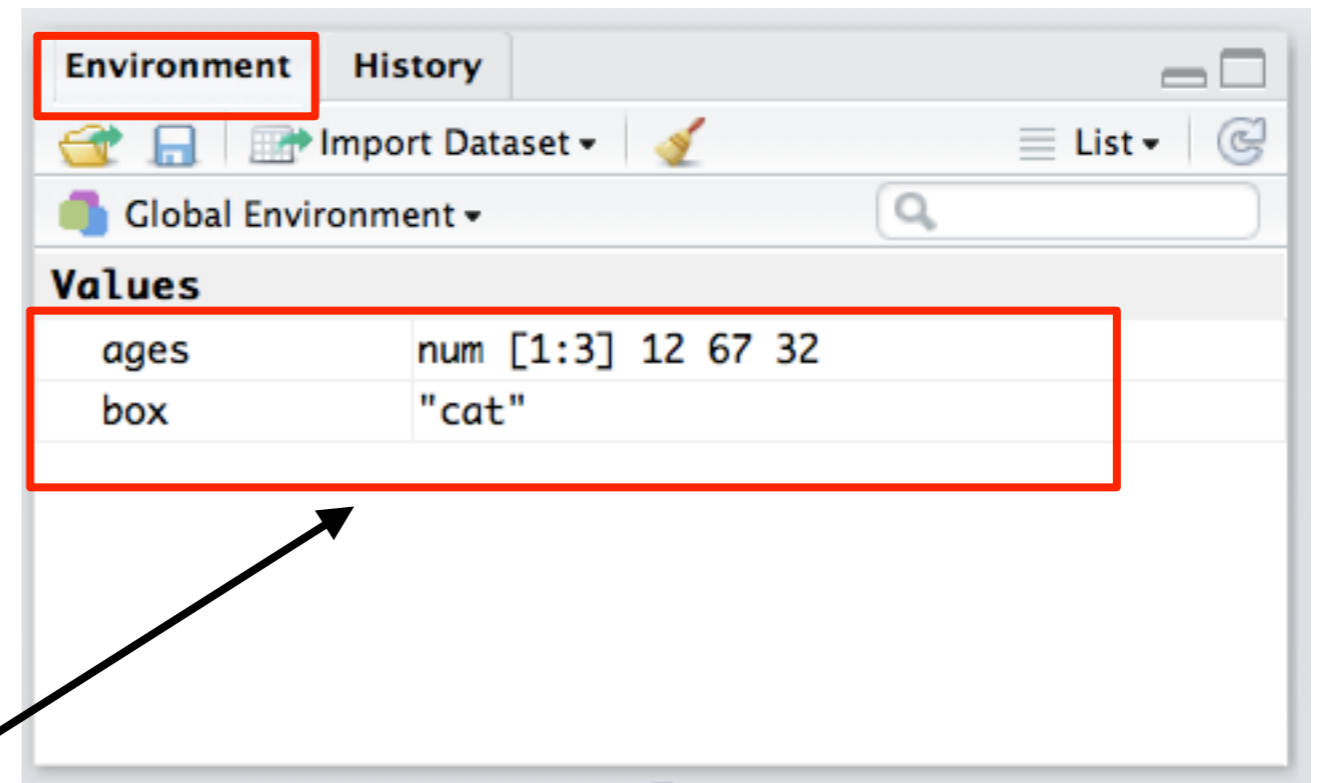 Environment History
Import Dataset List
Global Environment
Values
ages num [1:3] 12 67 32
box "cat"